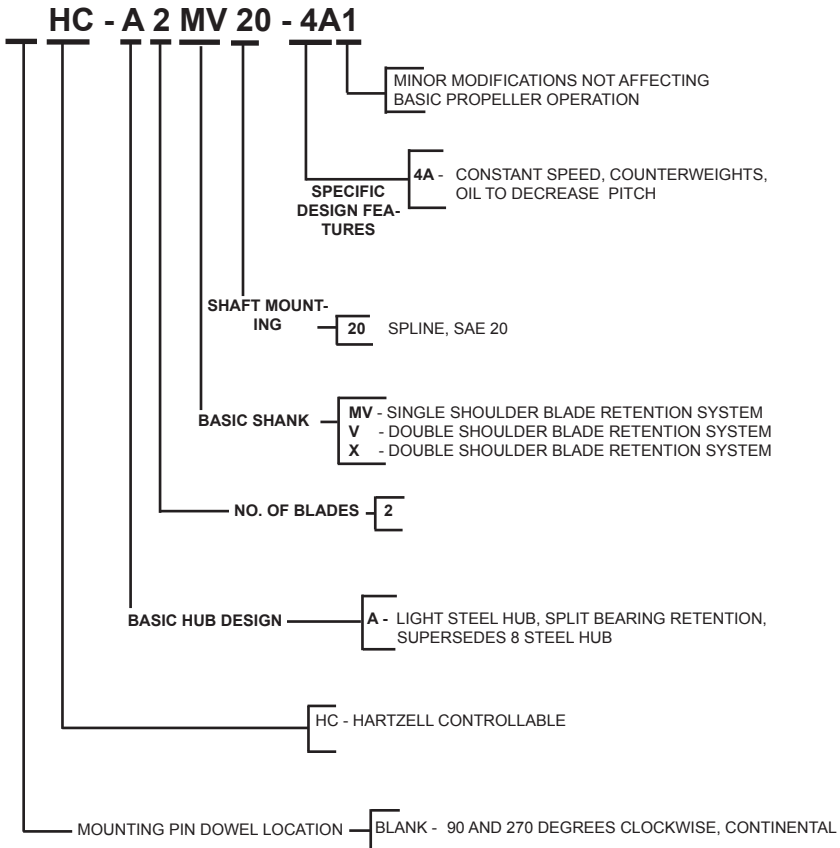 HC - A 2 MV 20 - 4A1
MINOR MODIFICATIONS NOT AFFECTING
BASIC PROPELLER OPERATION
4A - CONSTANT SPEED, COUNTERWEIGHTS,
OIL TO DECREASE PITCH
SPECIFIC
DESIGN FEA-
TURES
SHAFT MOUNT-
ING
20 SPLINE, SAE 20
BASIC SHANK
MV - SINGLE SHOULDER BLADE RETENTION SYSTEM
V - DOUBLE SHOULDER BLADE RETENTION SYSTEM
X - DOUBLE SHOULDER BLADE RETENTION SYSTEM
NO. OF BLADES 2
BASIC HUB DESIGN A - LIGHT STEEL HUB, SPLIT BEARING RETENTION,
SUPERSEDES 8 STEEL HUB
HC - HARTZELL CONTROLLABLE
MOUNTING PIN DOWEL LOCATION BLANK - 90 AND 270 DEGREES CLOCKWISE, CONTINENTAL